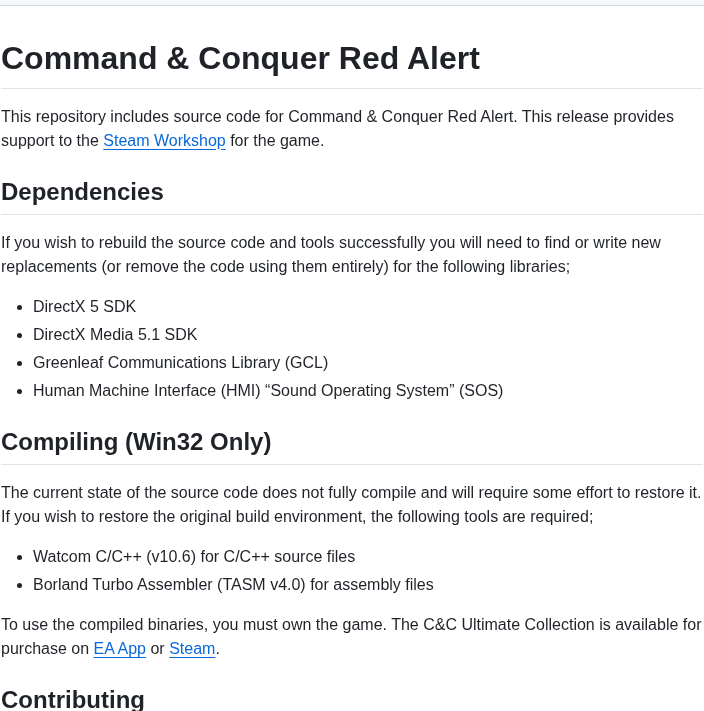 Command & Conquer Red Alert
This repository includes source code for Command & Conquer Red Alert. This release provides
support to the Steam Workshop for the game.
Dependencies
If you wish to rebuild the source code and tools successfully you will need to find or write new
replacements (or remove the code using them entirely) for the following libraries;
• DirectX 5 SDK
• DirectX Media 5.1 SDK
• Greenleaf Communications Library (GCL)
• Human Machine Interface (HMI) “Sound Operating System” (SOS)
Compiling (Win32 Only)
The current state of the source code does not fully compile and will require some effort to restore it.
If you wish to restore the original build environment, the following tools are required;
• Watcom C/C++ (v10.6) for C/C++ source files
• Borland Turbo Assembler (TASM v4.0) for assembly files
To use the compiled binaries, you must own the game. The C&C Ultimate Collection is available for
purchase on EA App or Steam.
Contributing